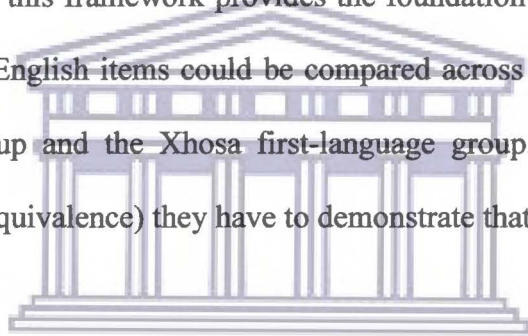 this framework provides the foundation
English items could be compared across
up and the Xhosa first-language group
quivalence) they have to demonstrate that